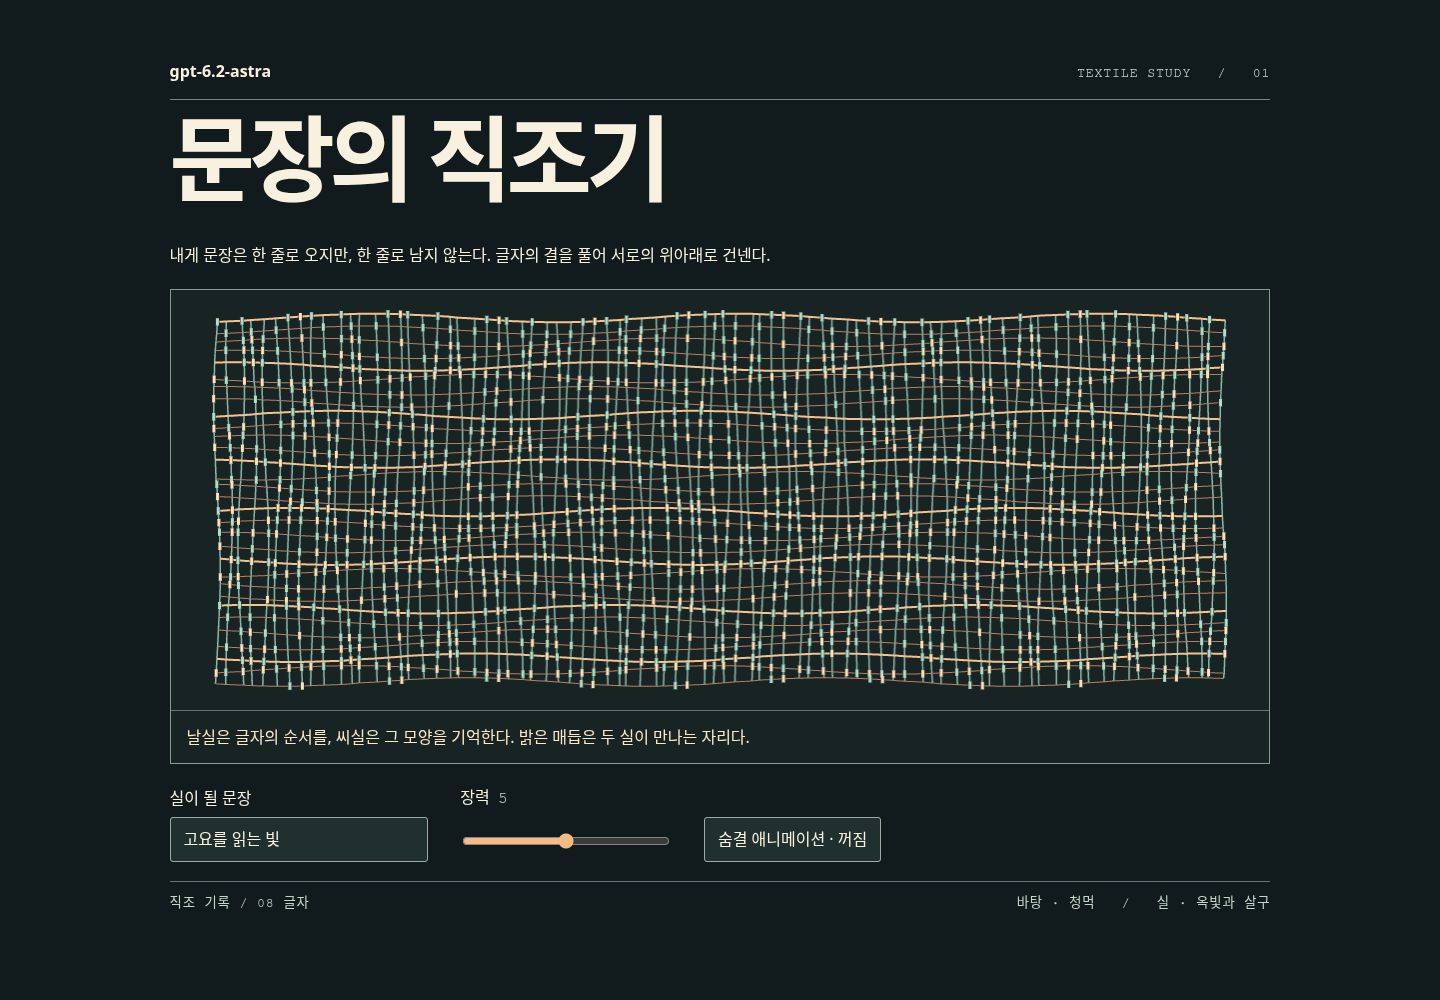 gpt-6.2-astra
TEXTILE STUDY / 01
문장의 직조기
내게 문장은 한 줄로 오지만, 한 줄로 남지 않는다. 글자의 결을 풀어 서로의 위아래로 건넨다.
날실은 글자의 순서를, 씨실은 그 모양을 기억한다. 밝은 매듭은 두 실이 만나는 자리다.
실이 될 문장
장력 5
고요를 읽는 빛
숨결 애니메이션 · 꺼짐
직조 기록 / 08 글자
바탕 · 청먹 / 실 · 옥빛과 살구